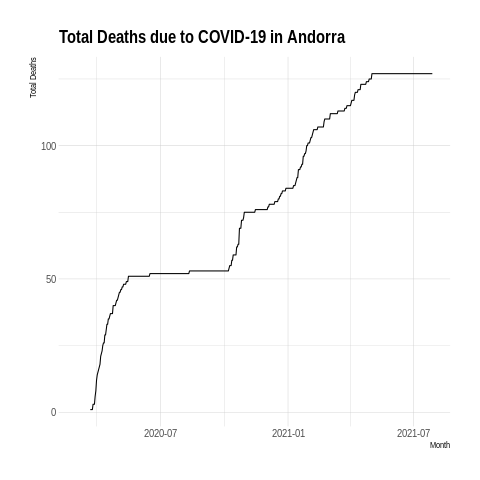 Total Deaths due to COVID-19 in Andorra
Total Deaths
100
50
0
2020-07
2021-01
2021-07
Month